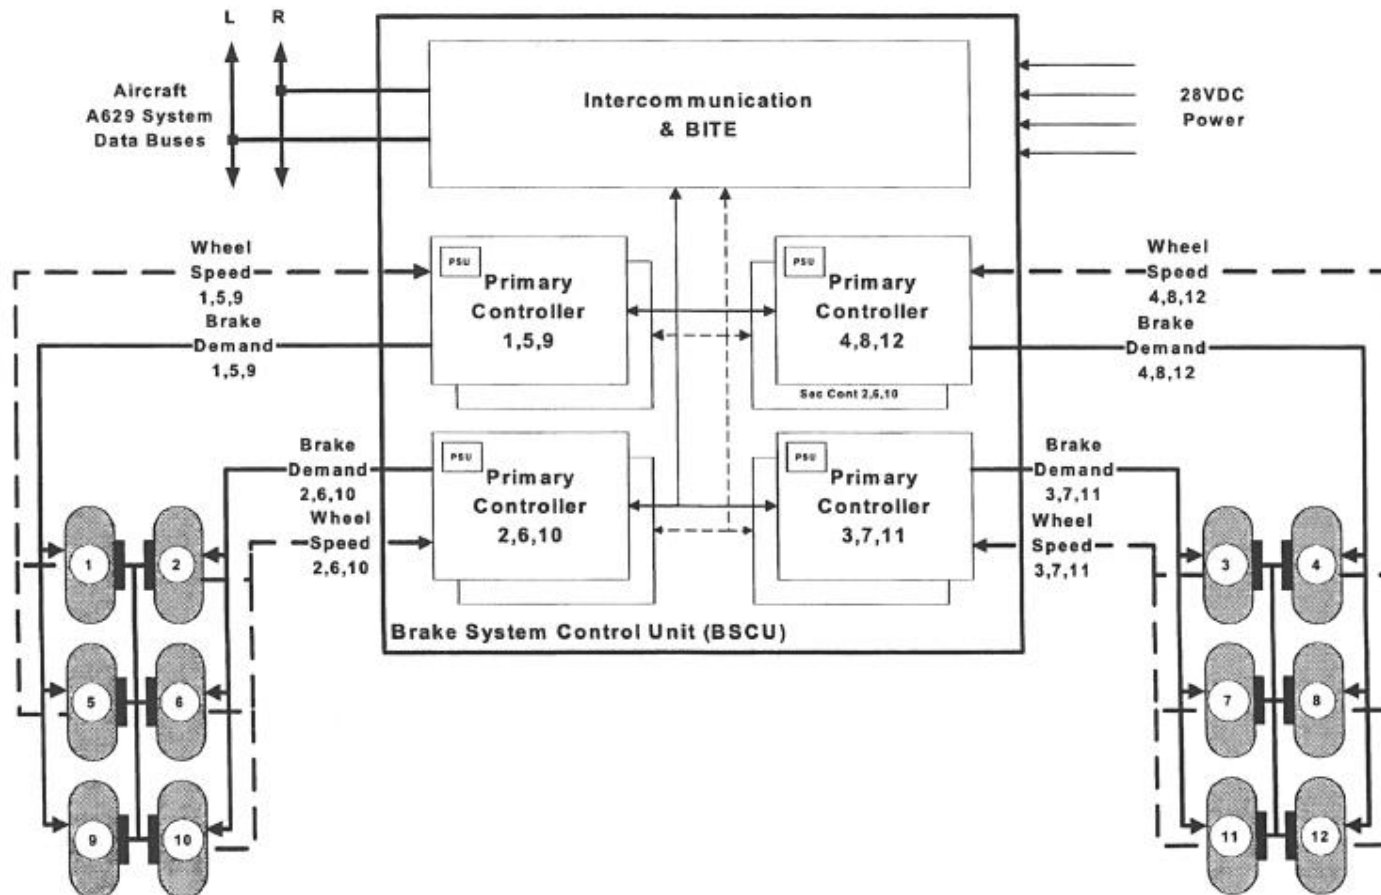 L R
Aircraft
A629 System
Data Buses
Intercommunication
& BITE
28VDC
Power
Wheel
Speed
1,5,9
Brake
Demand
1,5,9
PSU
Primary
Controller
1,5,9
PSU
Primary
Controller
4,8,12
Sec Cont 2,6,10
Wheel
Speed
4,8,12
Brake
Demand
4,8,12
Brake
Demand
2,6,10
Wheel
Speed
2,6,10
PSU
Primary
Controller
2,6,10
PSU
Primary
Controller
3,7,11
Brake
Demand
3,7,11
Wheel
Speed
3,7,11
Brake System Control Unit (BSCU)
1 2
3 4
5 6
7 8
9 10
11 12